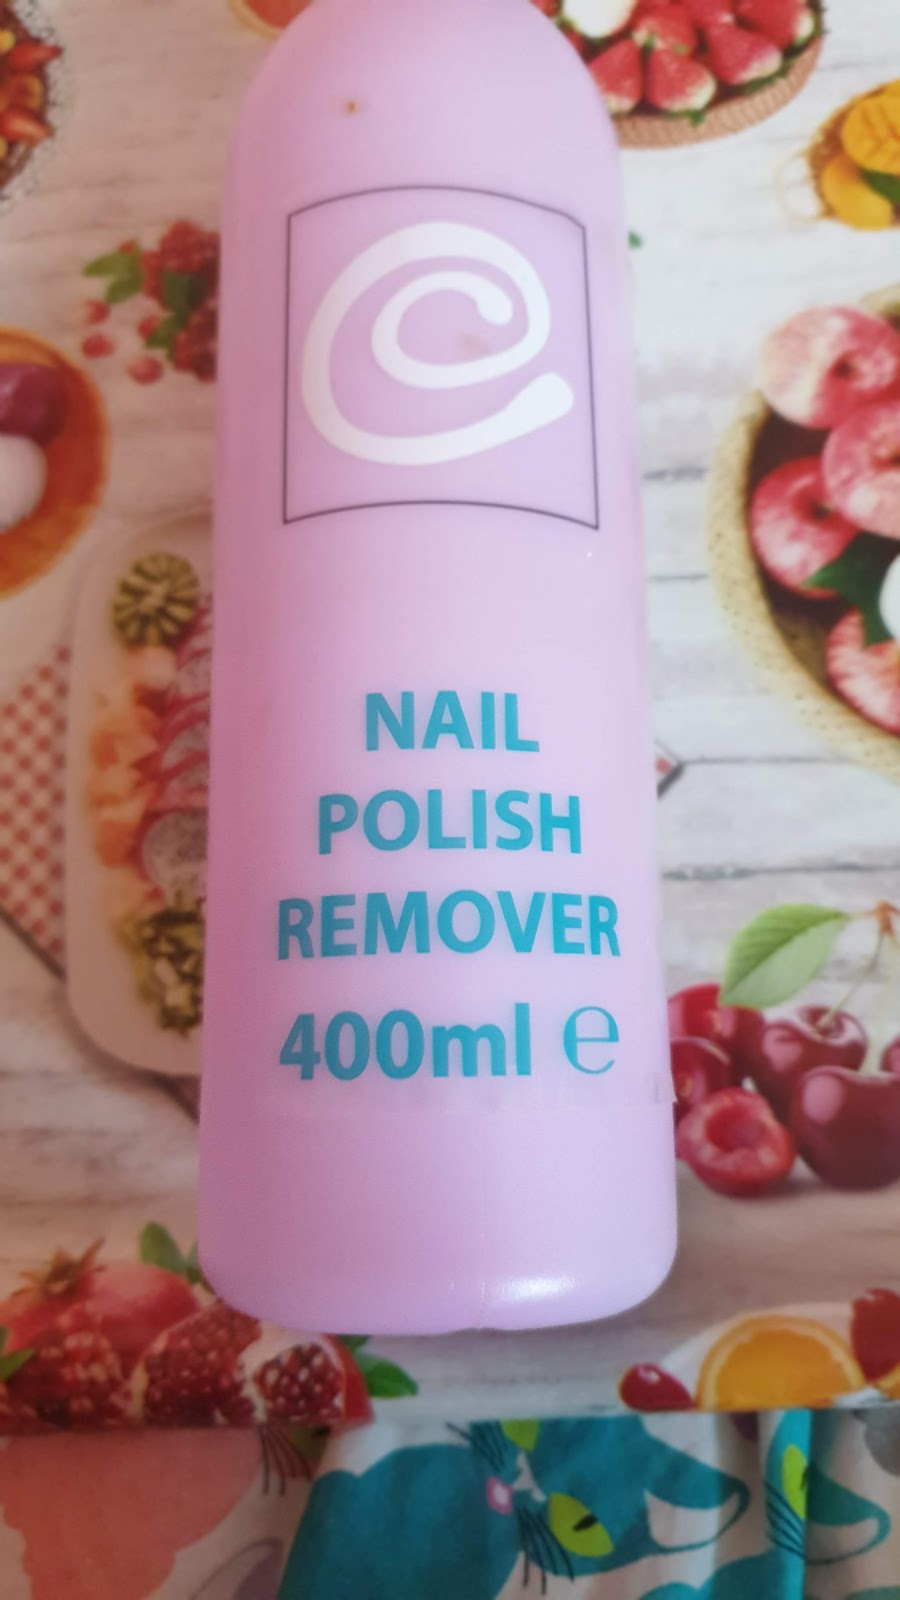 NAIL
POLISH
REMOVER
400ml ℮